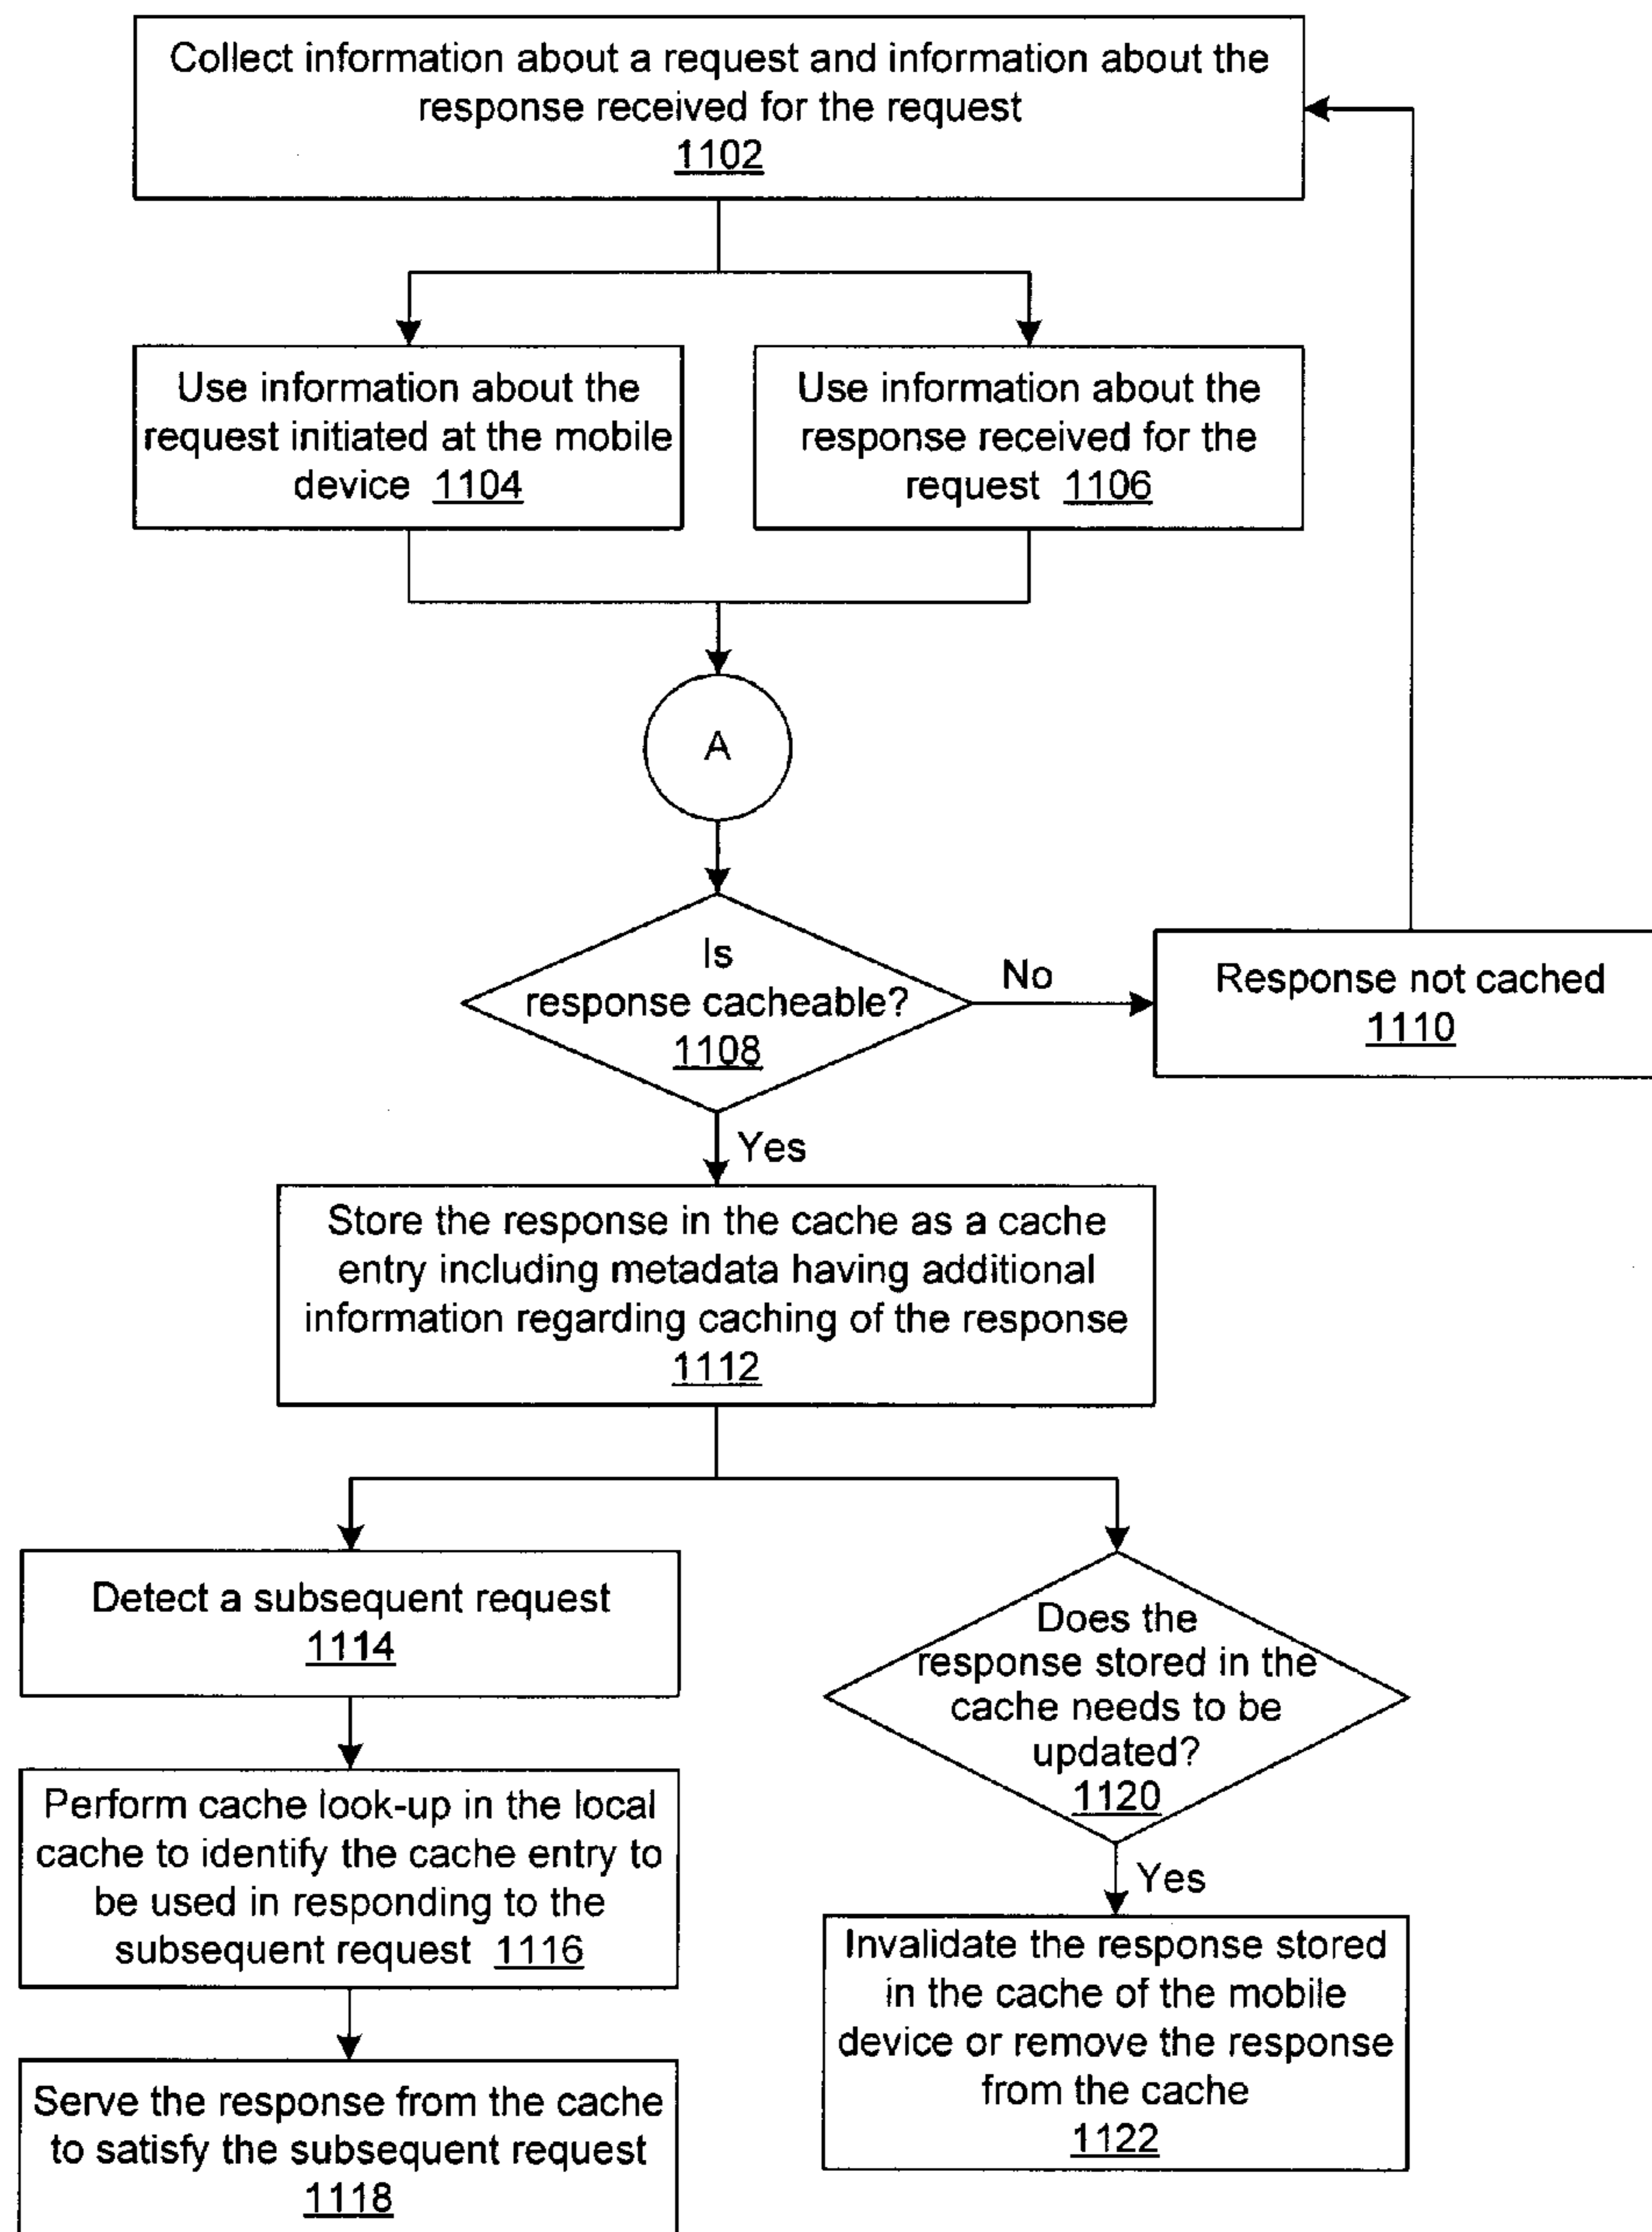 Collect information about a request and information about the
response received for the request
1102
Use information about the
request initiated at the mobile
device 1104
Use information about the
response received for the
request 1106
A
Is
response cacheable?
1108
No
Response not cached
1110
Yes
Store the response in the cache as a cache
entry including metadata having additional
information regarding caching of the response
1112
Detect a subsequent request
1114
Perform cache look-up in the local
cache to identify the cache entry to
be used in responding to the
subsequent request 1116
Serve the response from the cache
to satisfy the subsequent request
1118
Does the
response stored in the
cache needs to be
updated?
1120
Yes
Invalidate the response stored
in the cache of the mobile
device or remove the response
from the cache
1122